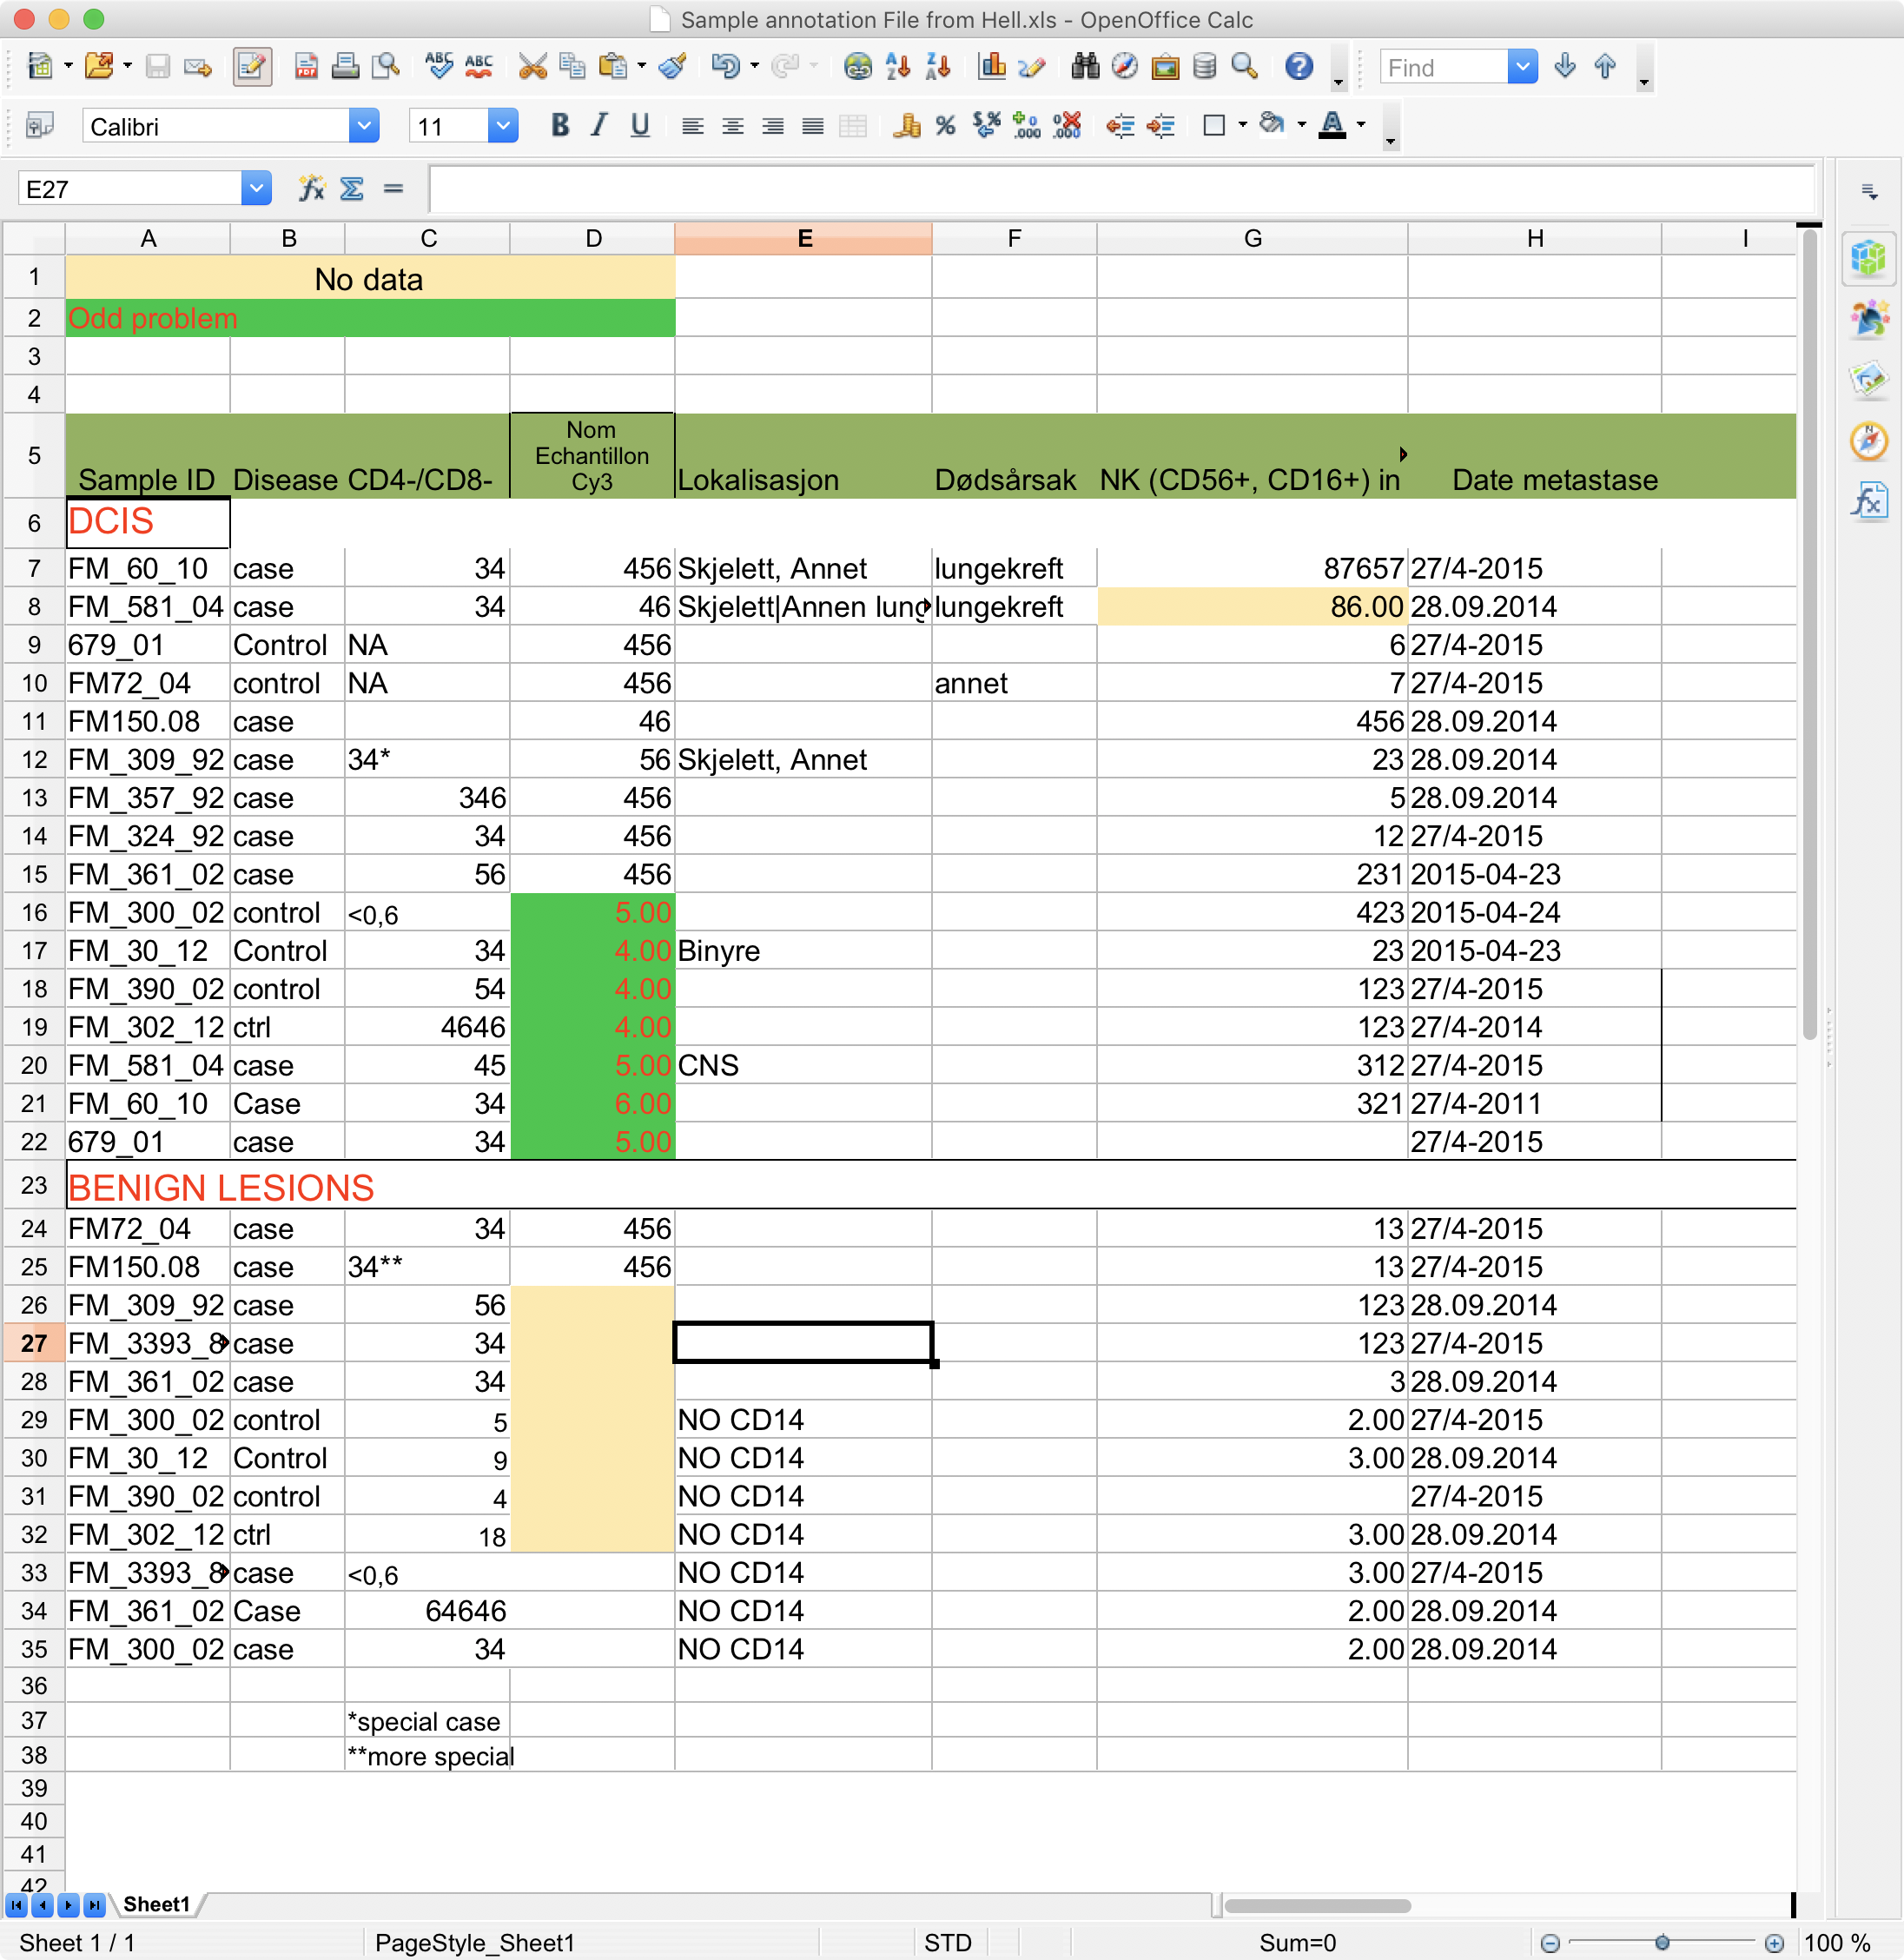 Sample annotation File from Hell.xls - OpenOffice Calc
Find
Calibri 11
E27
A B C D E F G H I
1 No data
2 Odd problem
3
4
5 Sample ID Disease CD4-/CD8- Nom Echantillon Cy3 Lokalisasjon Dødsårsak NK (CD56+, CD16+) in Date metastase
6 DCIS
7 FM_60_10 case 34 456 Skjelett, Annet lungekreft 87657 27/4-2015
8 FM_581_04 case 34 46 Skjelett|Annen lung lungekreft 86.00 28.09.2014
9 679_01 Control NA 456 6 27/4-2015
10 FM72_04 control NA 456 annet 7 27/4-2015
11 FM150.08 case 46 456 28.09.2014
12 FM_309_92 case 34* 56 Skjelett, Annet 23 28.09.2014
13 FM_357_92 case 346 456 5 28.09.2014
14 FM_324_92 case 34 456 12 27/4-2015
15 FM_361_02 case 56 456 231 2015-04-23
16 FM_300_02 control <0,6 5.00 423 2015-04-24
17 FM_30_12 Control 34 4.00 Binyre 23 2015-04-23
18 FM_390_02 control 54 4.00 123 27/4-2015
19 FM_302_12 ctrl 4646 4.00 123 27/4-2014
20 FM_581_04 case 45 5.00 CNS 312 27/4-2015
21 FM_60_10 Case 34 6.00 321 27/4-2011
22 679_01 case 34 5.00 27/4-2015
23 BENIGN LESIONS
24 FM72_04 case 34 456 13 27/4-2015
25 FM150.08 case 34** 456 13 27/4-2015
26 FM_309_92 case 56 123 28.09.2014
27 FM_3393_8 case 34 123 27/4-2015
28 FM_361_02 case 34 3 28.09.2014
29 FM_300_02 control 5 NO CD14 2.00 27/4-2015
30 FM_30_12 Control 9 NO CD14 3.00 28.09.2014
31 FM_390_02 control 4 NO CD14 27/4-2015
32 FM_302_12 ctrl 18 NO CD14 3.00 28.09.2014
33 FM_3393_8 case <0,6 NO CD14 3.00 27/4-2015
34 FM_361_02 Case 64646 NO CD14 2.00 28.09.2014
35 FM_300_02 case 34 NO CD14 2.00 28.09.2014
36
37 *special case
38 **more special
39
40
41
42
Sheet1
Sheet 1 / 1 PageStyle_Sheet1 STD Sum=0 100 %